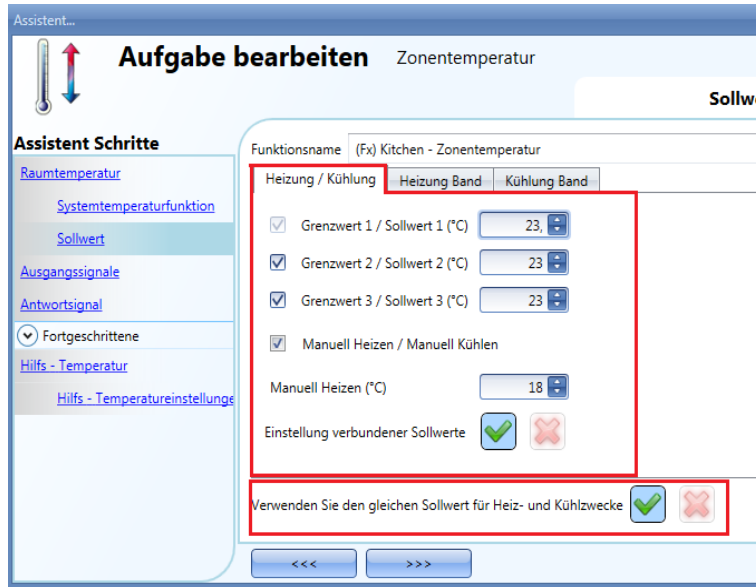 Assistent...
Aufgabe bearbeiten Zonentemperatur
Assistent Schritte
Raumtemperatur
Systemtemperaturfunktion
Sollwert
Ausgangssignale
Antwortsignal
Fortgeschrittene
Hilfs - Temperatur
Hilfs - Temperatureinstellunge
Sollwe
Funktionsname (Fx) Kitchen - Zonentemperatur
Heizung / Kühlung Heizung Band Kühlung Band
Grenzwert 1 / Sollwert 1 (°C) 23,
Grenzwert 2 / Sollwert 2 (°C) 23
Grenzwert 3 / Sollwert 3 (°C) 23
Manuell Heizen / Manuell Kühlen
Manuell Heizen (°C) 18
Einstellung verbundener Sollwerte
Verwenden Sie den gleichen Sollwert für Heiz- und Kühlzwecke
<<< >>>